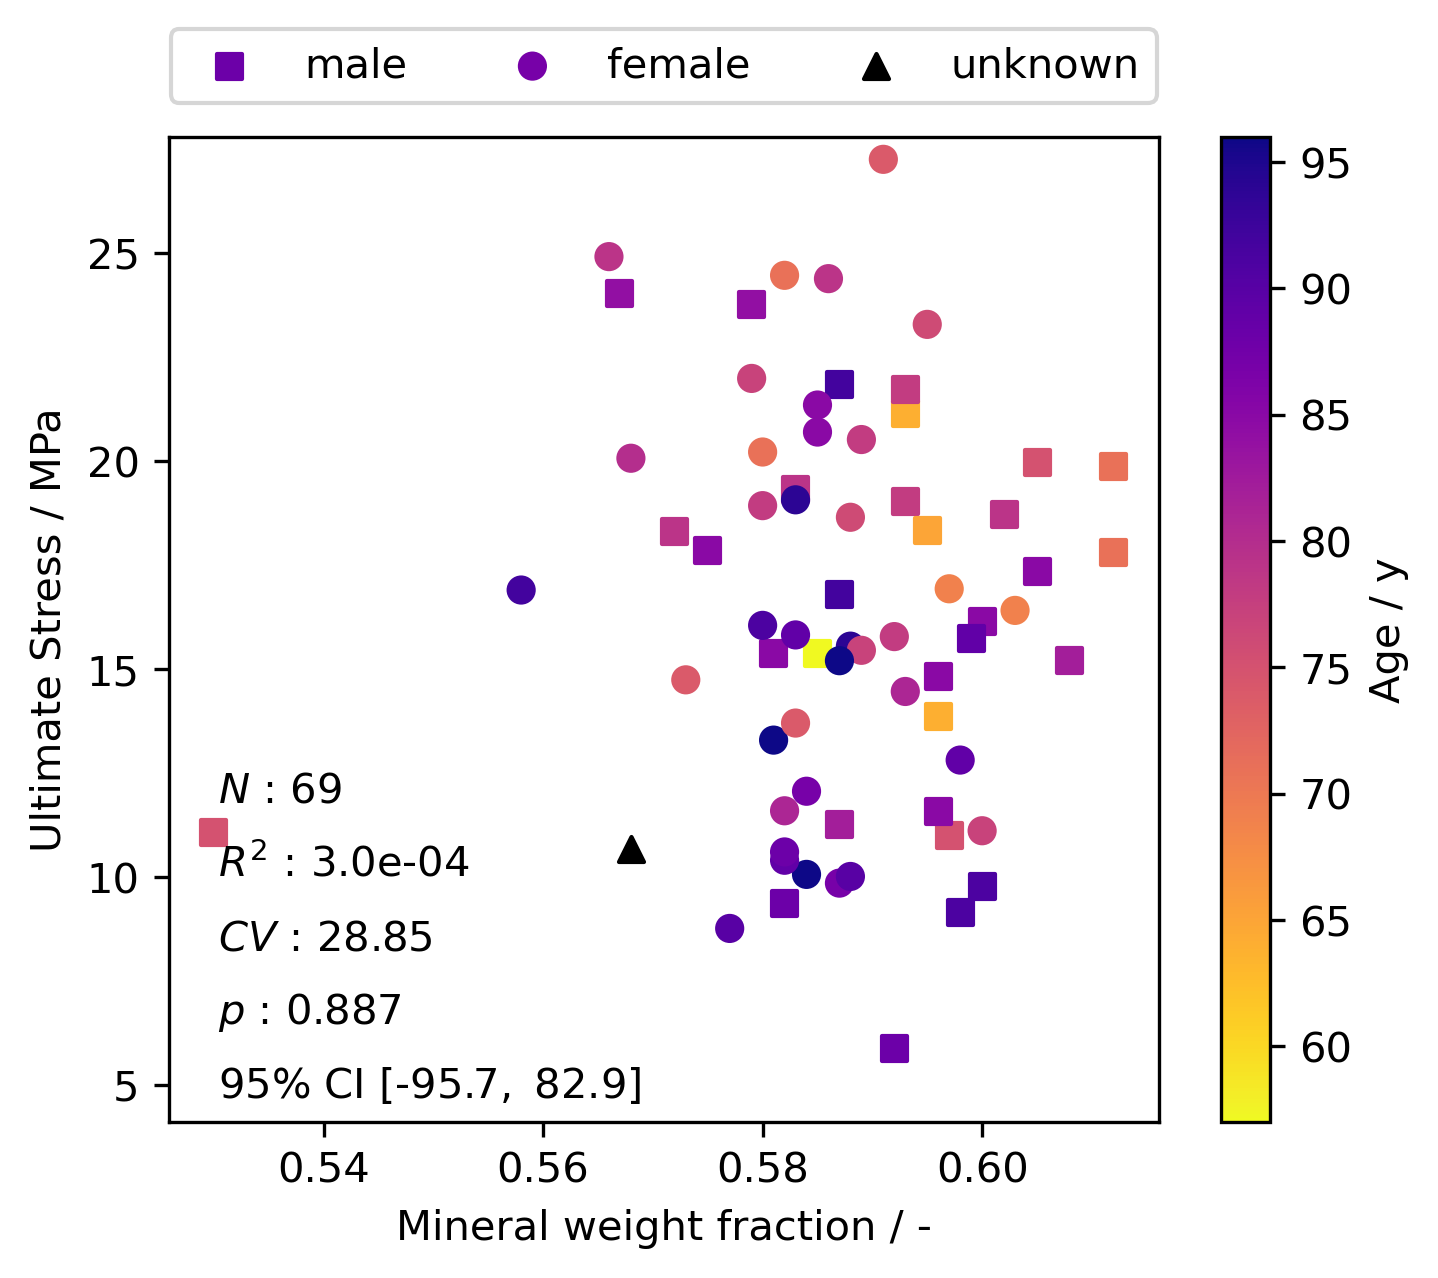 male female unknown
25
20
15
10
5
Ultimate Stress / MPa
N : 69
R² : 3.0e-04
CV : 28.85
p : 0.887
95% CI [-95.7, 82.9]
0.54 0.56 0.58 0.60
Mineral weight fraction / -
95
90
85
80
75
70
65
60
Age / y